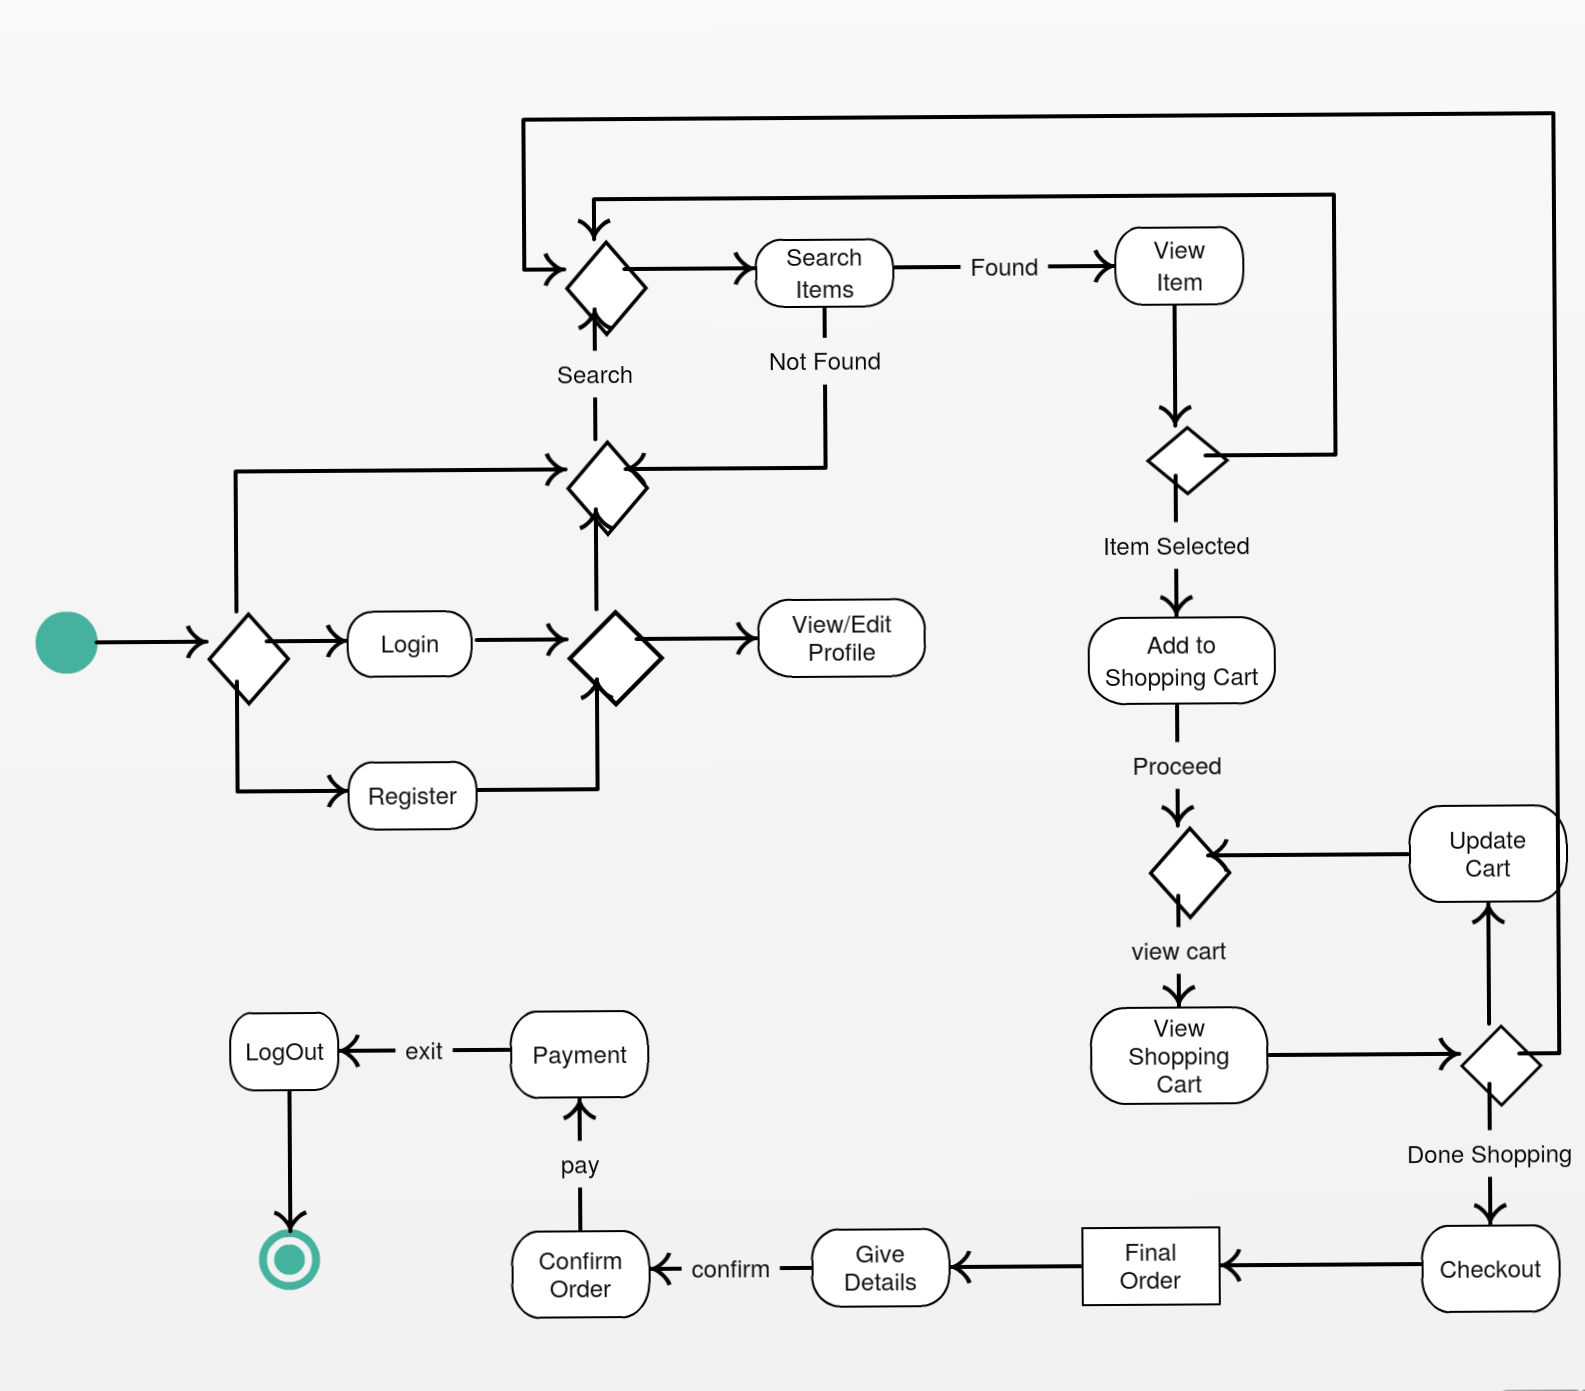 Search
Items
Found
View
Item
Not Found
Search
Item Selected
Login
View/Edit
Profile
Add to
Shopping Cart
Register
Proceed
Update
Cart
view cart
LogOut
exit
Payment
View
Shopping
Cart
pay
Done Shopping
Confirm
Order
confirm
Give
Details
Final
Order
Checkout